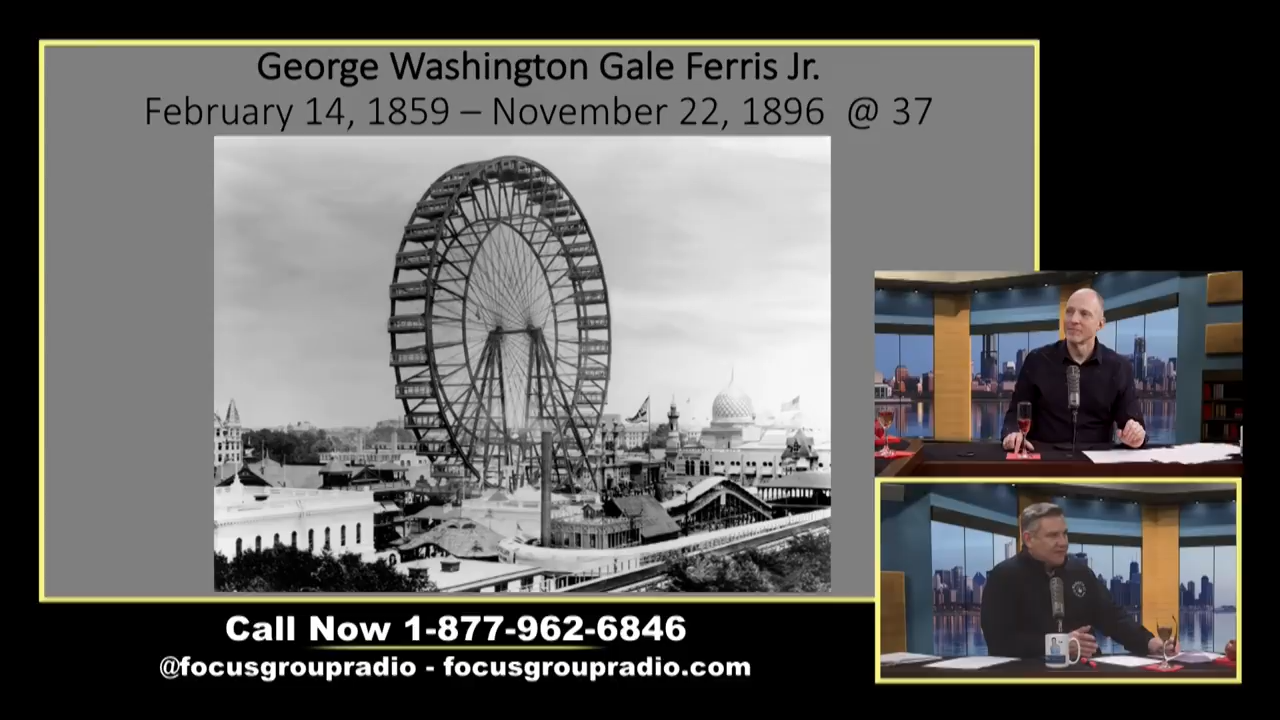 George Washington Gale Ferris Jr.
February 14, 1859 – November 22, 1896 @ 37
Call Now 1-877-962-6846
@focusgroupradio - focusgroupradio.com